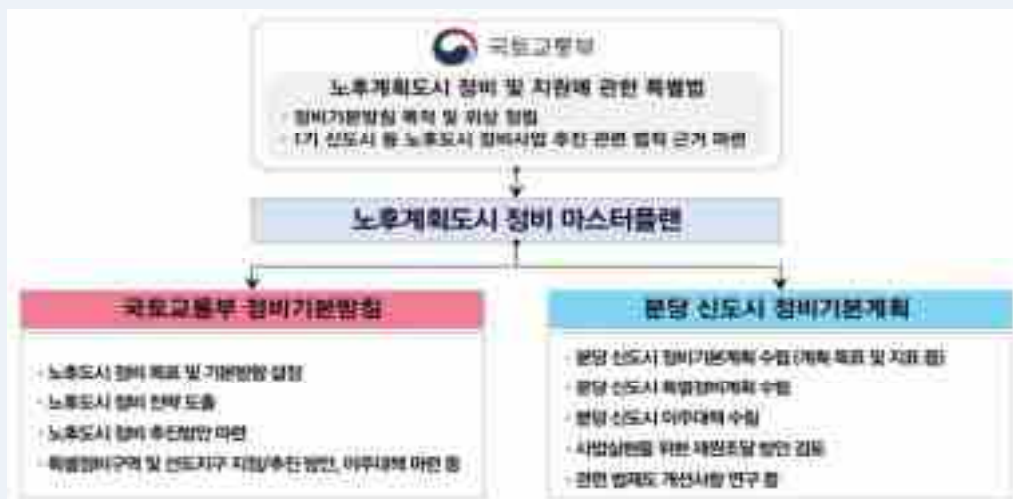 국토교통부
노후계획도시 정비 및 지원에 관한 특별법
· 정비기본방침 목적 및 위상 정립
· 1기 신도시 등 노후도시 정비사업 추진 관련 법적 근거 마련
노후계획도시 정비 마스터플랜
국토교통부 정비기본방침
· 노후도시 정비 목표 및 기본방향 설정
· 노후도시 정비 전략 도출
· 노후도시 정비 추진방안 마련
· 특별정비구역 및 선도지구 지정/추진 방안, 이주대책 마련 등
분당 신도시 정비기본계획
· 분당 신도시 정비기본계획 수립 (계획 목표 및 지표 등)
· 분당 신도시 특별정비계획 수립
· 분당 신도시 이주대책 수립
· 사업실현을 위한 재원조달 방안 검토
· 관련 법제도 개선사항 연구 등